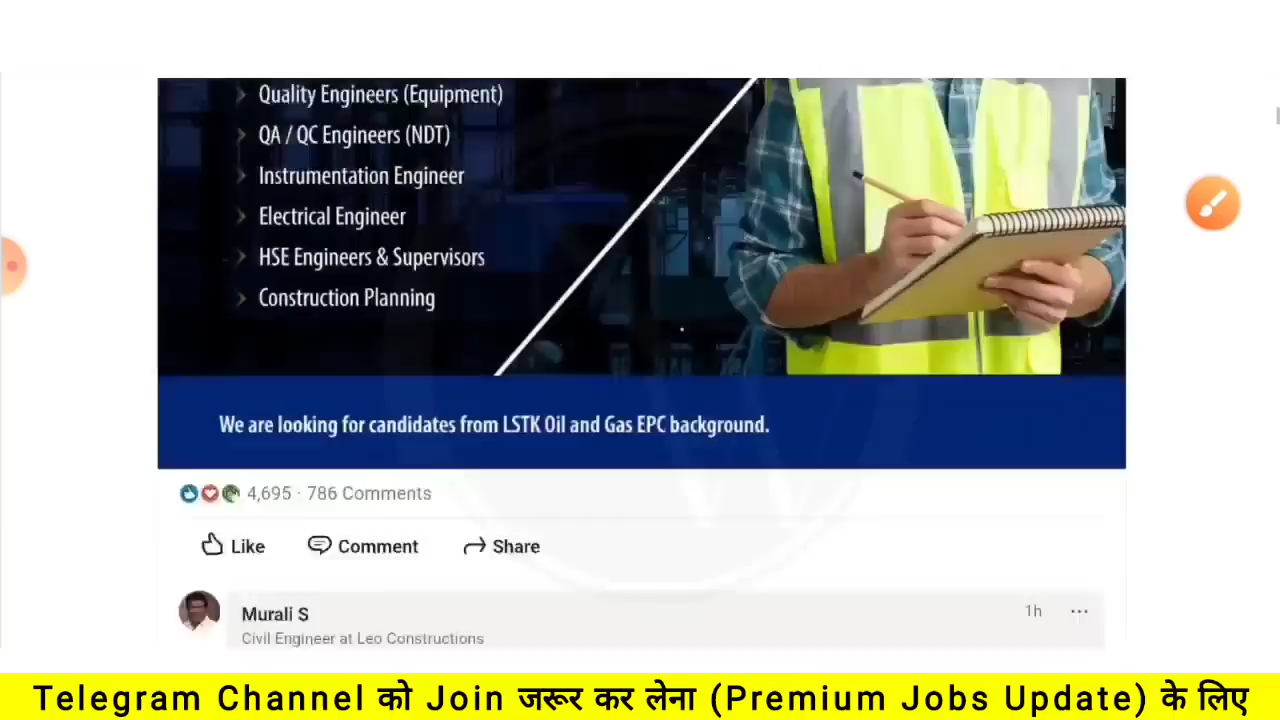 Quality Engineers (Equipment)
QA / QC Engineers (NDT)
Instrumentation Engineer
Electrical Engineer
HSE Engineers & Supervisors
Construction Planning
We are looking for candidates from LSTK Oil and Gas EPC background.
4,695 · 786 Comments
Like Comment Share
Murali S 1h
Civil Engineer at Leo Constructions
Telegram Channel को Join जरूर कर लेना (Premium Jobs Update) के लिए